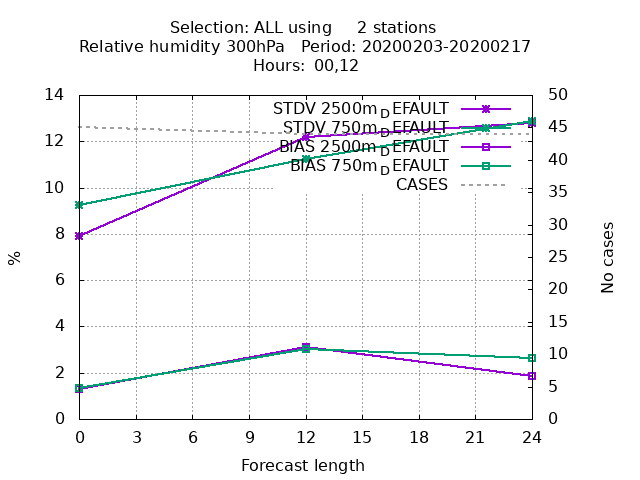 Selection: ALL using     2 stations
Relative humidity 300hPa   Period: 20200203-20200217
Hours: 00,12
14 50
STDV 2500m_DEFAULT
STDV 750m_DEFAULT
BIAS 2500m_DEFAULT
BIAS 750m_DEFAULT
CASES
12
10
8
6
4
2
0
%
45
40
35
30
25
20
15
10
5
0
No cases
0 3 6 9 12 15 18 21 24
Forecast length